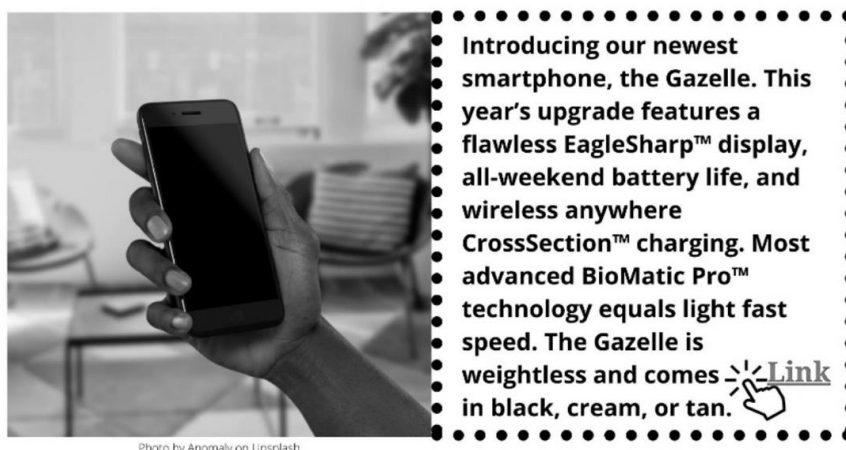 Introducing our newest
smartphone, the Gazelle. This
year's upgrade features a
flawless EagleSharp™ display,
all-weekend battery life, and
wireless anywhere
CrossSection™ charging. Most
advanced BioMatic Pro™
technology equals light fast
speed. The Gazelle is
weightless and comes
in black, cream, or tan.
Link
Photo by Anomaly on Unsplash